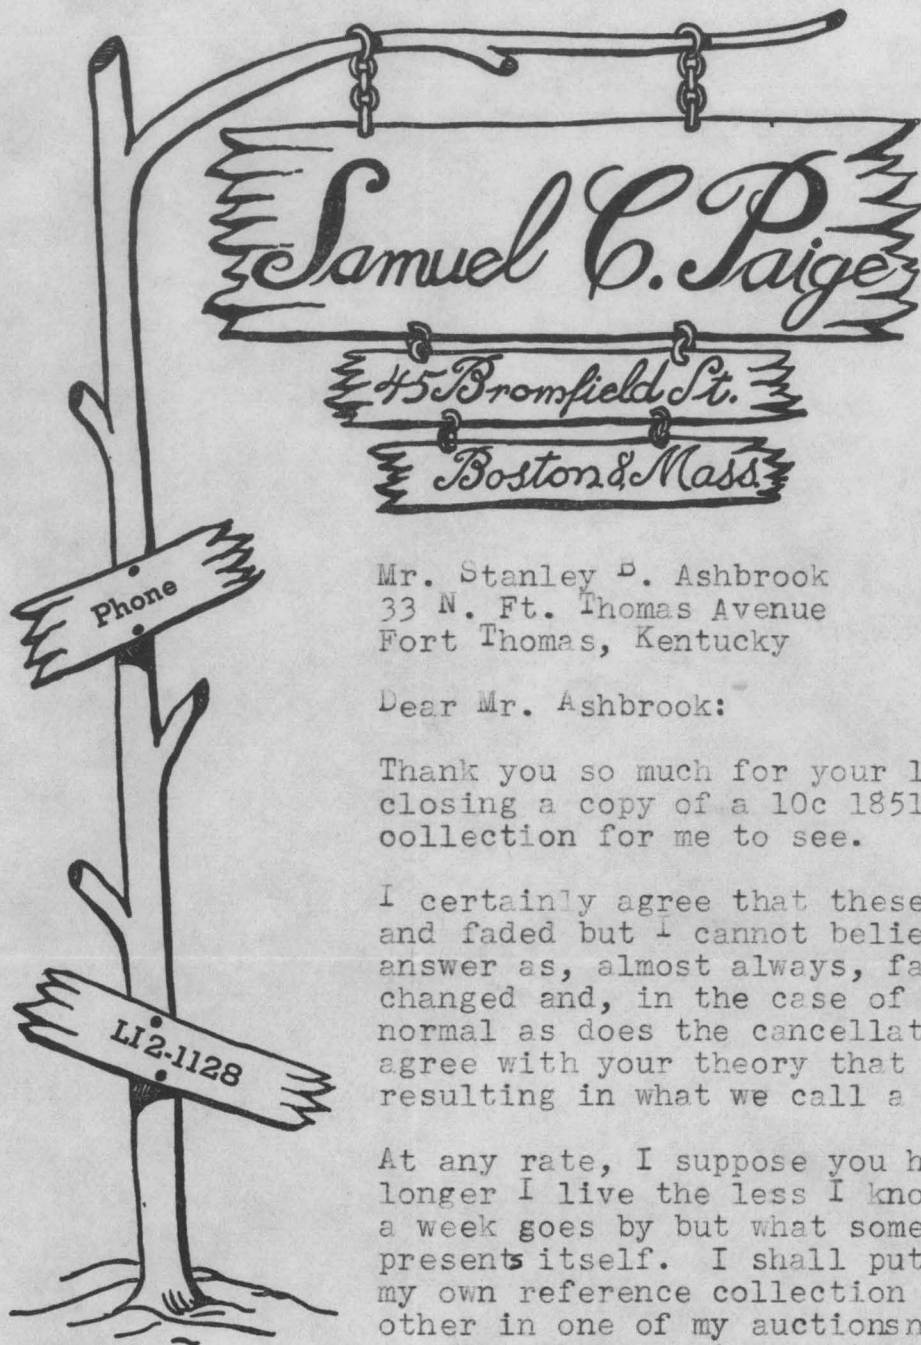 Samuel C. Paige
45 Bromfield St.
Boston 8, Mass.
Phone
LI 2-1128
Mr. Stanley B. Ashbrook
33 N. Ft. Thomas Avenue
Fort Thomas, Kentucky
Dear Mr. Ashbrook:
Thank you so much for your l
closing a copy of a 10c 1851
collection for me to see.
I certainly agree that these
and faded but I cannot belie
answer as, almost always, fa
changed and, in the case of
normal as does the cancellat
agree with your theory that
resulting in what we call a
At any rate, I suppose you h
longer I live the less I kno
a week goes by but what some
presents itself. I shall put
my own reference collection
other in one of my auctionsn